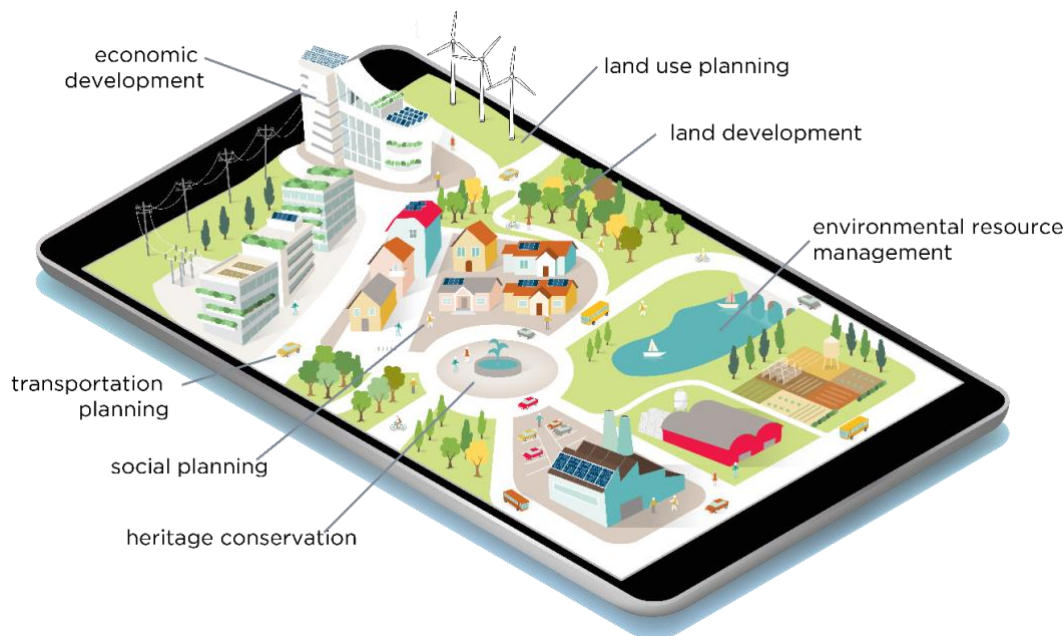 economic
development
land use planning
land development
environmental resource
management
transportation
planning
social planning
heritage conservation